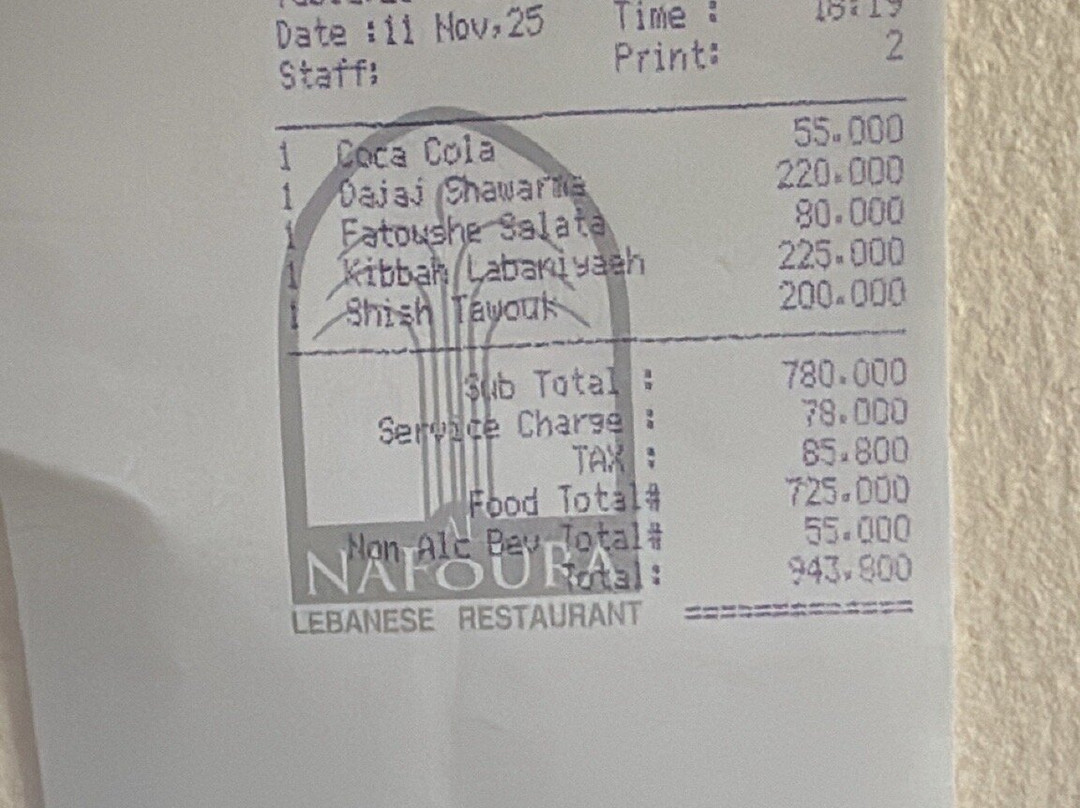 Date :11 Nov,25 Time : 18:19
Staff: Print: 2
1 Coca Cola 55.000
1 Dajaj Shawarma 220.000
1 Fatoushe Salata 80.000
1 Kibbah Labaniyaah 225.000
1 Shish Tawouk 200.000
Sub Total : 780.000
Service Charge : 78.000
TAX : 85.800
Food Total# 725.000
Non Alc Bev Total# 55.000
Total: 943,800
============
NAFOURA
LEBANESE RESTAURANT